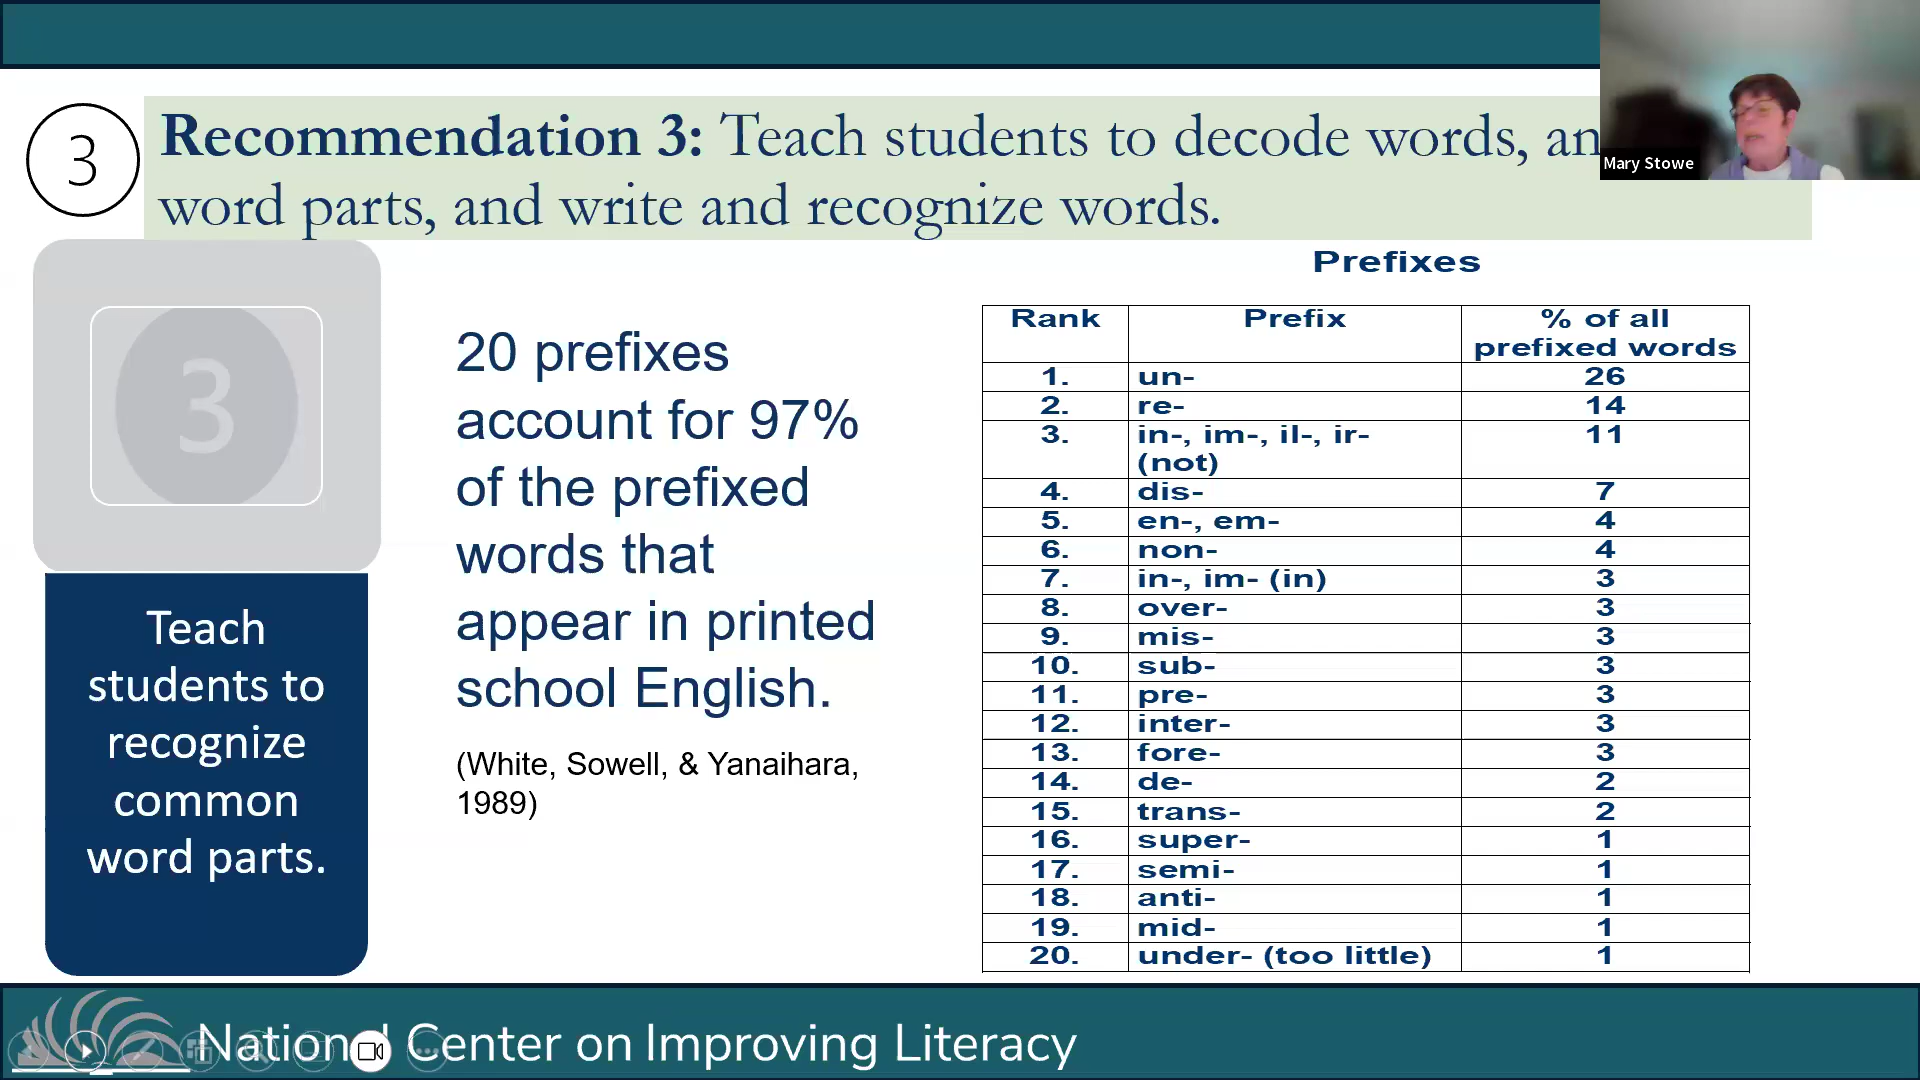 3
Recommendation 3: Teach students to decode words, an
word parts, and write and recognize words.
Mary Stowe
3
Teach
students to
recognize
common
word parts.
20 prefixes
account for 97%
of the prefixed
words that
appear in printed
school English.
(White, Sowell, & Yanaihara,
1989)
Prefixes
Rank Prefix % of all
prefixed words
1. un- 26
2. re- 14
3. in-, im-, il-, ir- 11
(not)
4. dis- 7
5. en-, em- 4
6. non- 4
7. in-, im- (in) 3
8. over- 3
9. mis- 3
10. sub- 3
11. pre- 3
12. inter- 3
13. fore- 3
14. de- 2
15. trans- 2
16. super- 1
17. semi- 1
18. anti- 1
19. mid- 1
20. under- (too little) 1
National Center on Improving Literacy